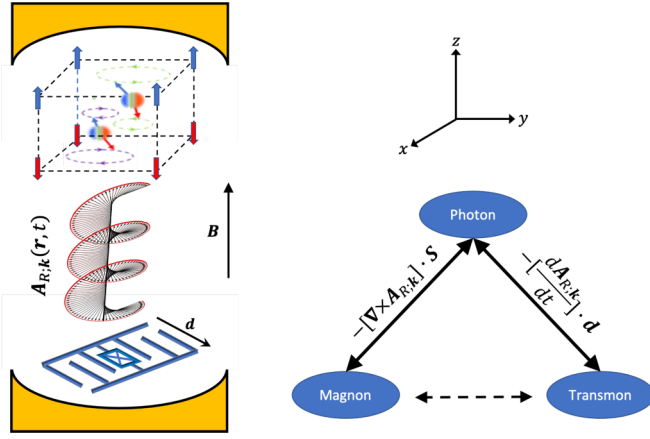 z
y
x
A_{R;k}(r,t)
B
d
Photon
−[∇×A_{R;k}]·S
−[dA_{R;k}/dt]·d
Magnon
Transmon